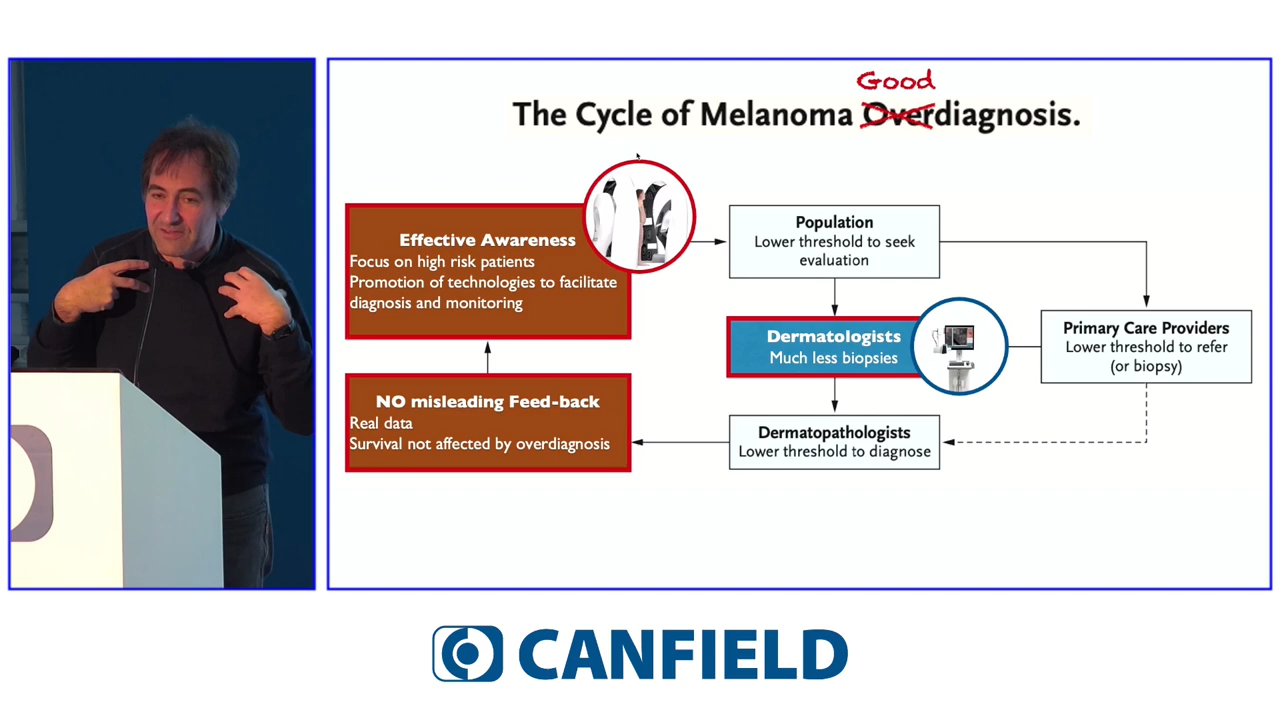 Good
The Cycle of Melanoma Overdiagnosis.
Effective Awareness
Focus on high risk patients
Promotion of technologies to facilitate
diagnosis and monitoring
Population
Lower threshold to seek
evaluation
Dermatologists
Much less biopsies
Primary Care Providers
Lower threshold to refer
(or biopsy)
NO misleading Feed-back
Real data
Survival not affected by overdiagnosis
Dermatopathologists
Lower threshold to diagnose
CANFIELD